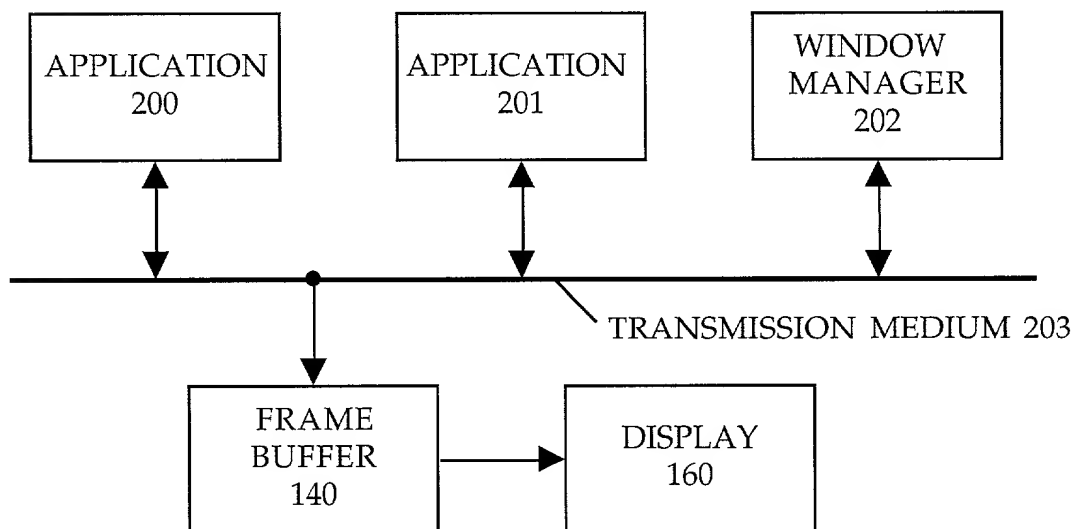 APPLICATION
200
APPLICATION
201
WINDOW
MANAGER
202
TRANSMISSION MEDIUM 203
FRAME
BUFFER
140
DISPLAY
160